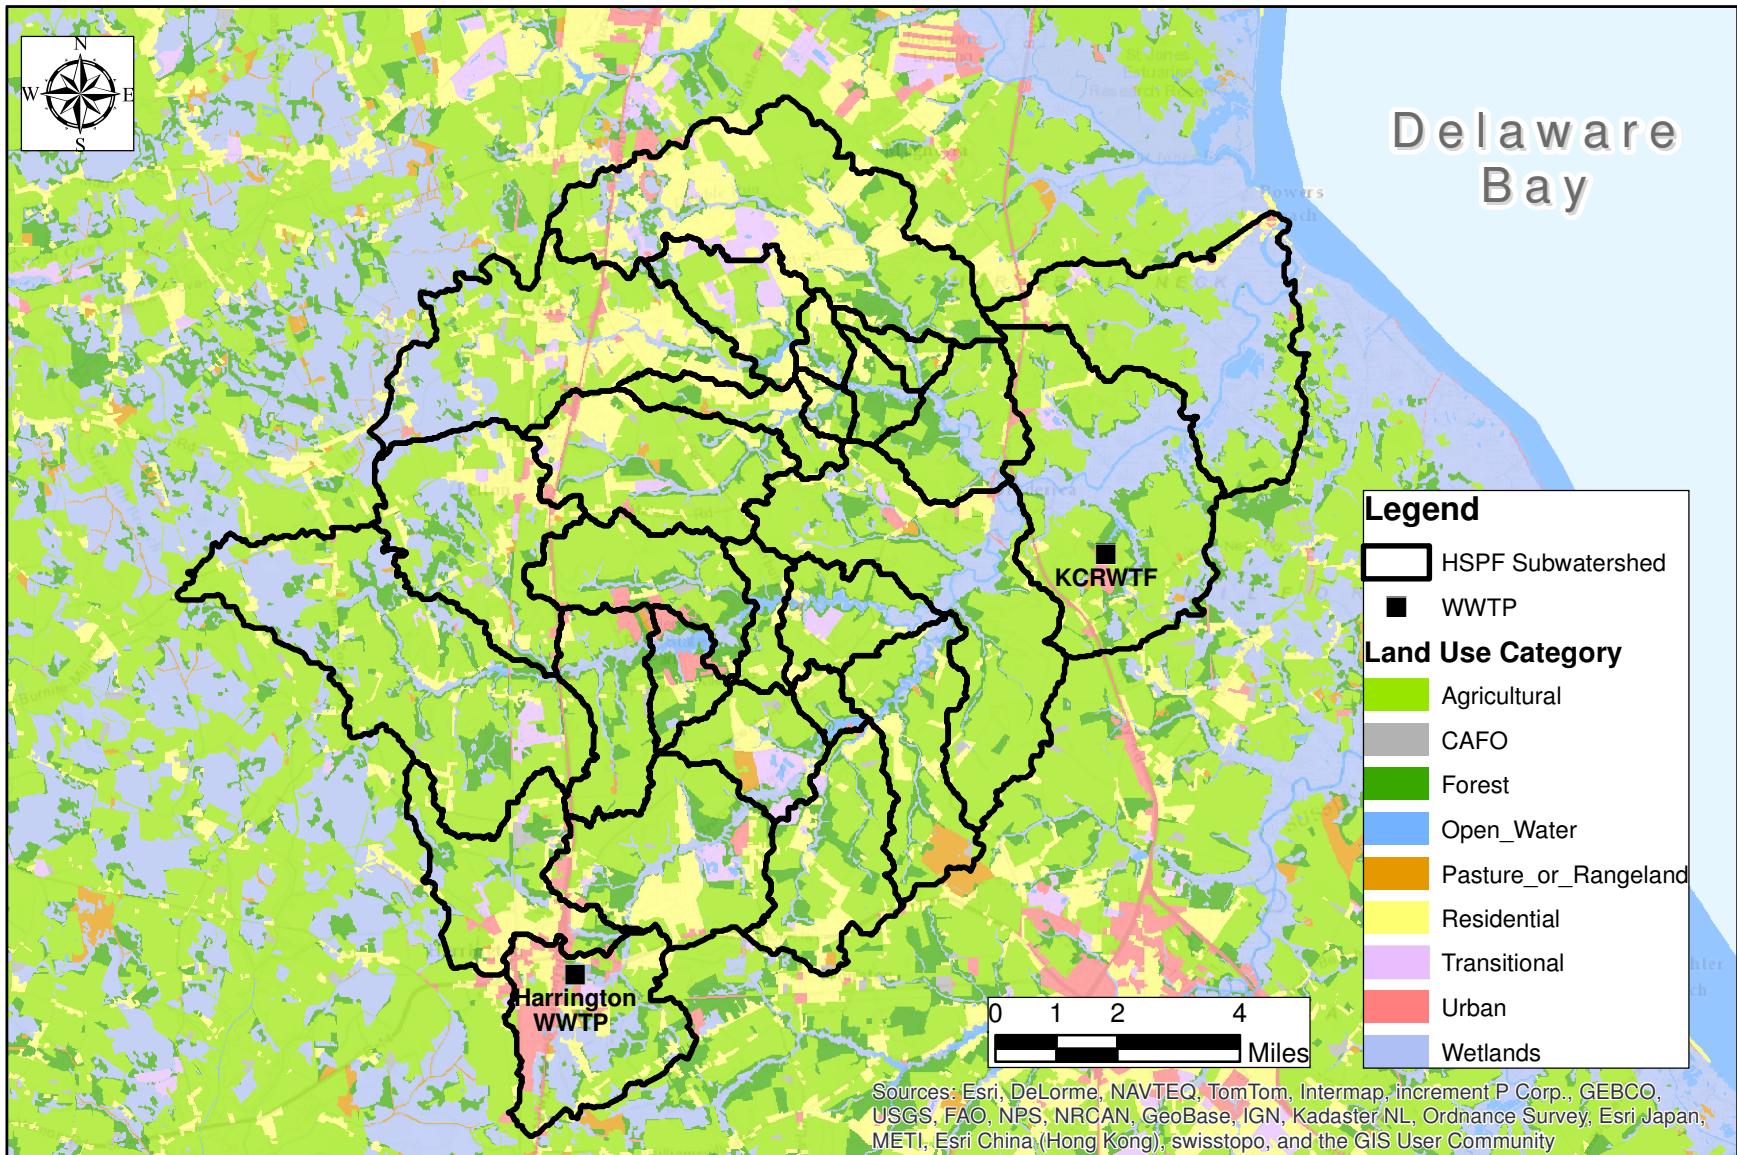 N
W E
S
Delaware
Bay
Bowers
Beach
KCRWTF
Harrington
WWTP
Legend
HSPF Subwatershed
WWTP
Land Use Category
Agricultural
CAFO
Forest
Open_Water
Pasture_or_Rangeland
Residential
Transitional
Urban
Wetlands
0 1 2 4
Miles
Sources: Esri, DeLorme, NAVTEQ, TomTom, Intermap, increment P Corp., GEBCO,
USGS, FAO, NPS, NRCAN, GeoBase, IGN, Kadaster NL, Ordnance Survey, Esri Japan,
METI, Esri China (Hong Kong), swisstopo, and the GIS User Community